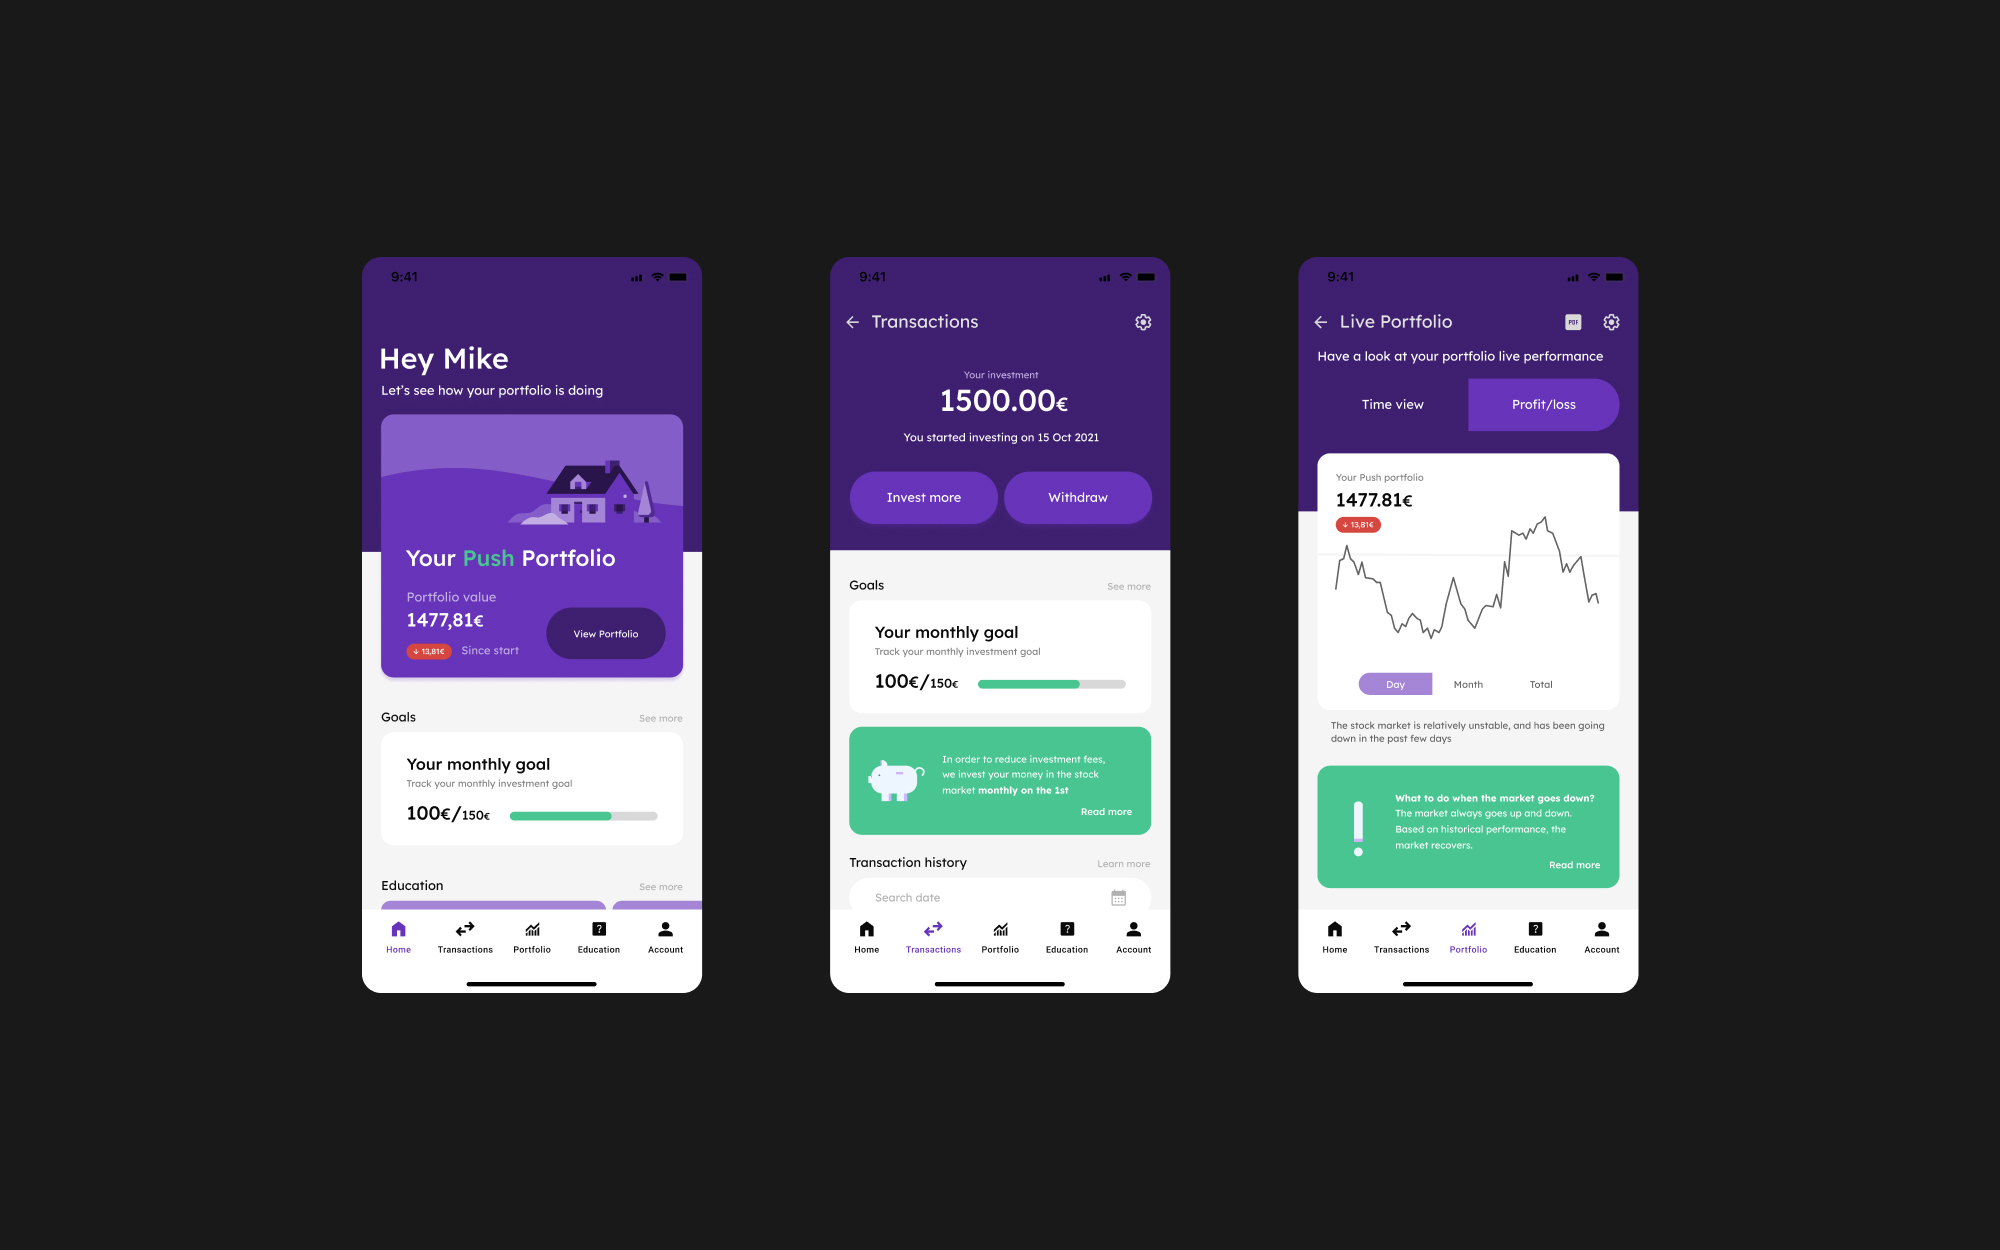 9:41
Hey Mike
Let's see how your portfolio is doing
Your Push Portfolio
Portfolio value
1477,81€
↓ 13,81€
Since start
View Portfolio
Goals
See more
Your monthly goal
Track your monthly investment goal
100€/150€
Education
See more
Home
Transactions
Portfolio
?
Education
Account
9:41
Transactions
Your investment
1500.00€
You started investing on 15 Oct 2021
Invest more
Withdraw
Goals
See more
Your monthly goal
Track your monthly investment goal
100€/150€
In order to reduce investment fees,
we invest your money in the stock
market monthly on the 1st
Read more
Transaction history
Learn more
Search date
Home
Transactions
Portfolio
?
Education
Account
9:41
Live Portfolio
PDF
Have a look at your portfolio live performance
Time view
Profit/loss
Your Push portfolio
1477.81€
↓ 13,81€
Day
Month
Total
The stock market is relatively unstable, and has been going
down in the past few days
What to do when the market goes down?
The market always goes up and down.
Based on historical performance, the
market recovers.
Read more
Home
Transactions
Portfolio
?
Education
Account